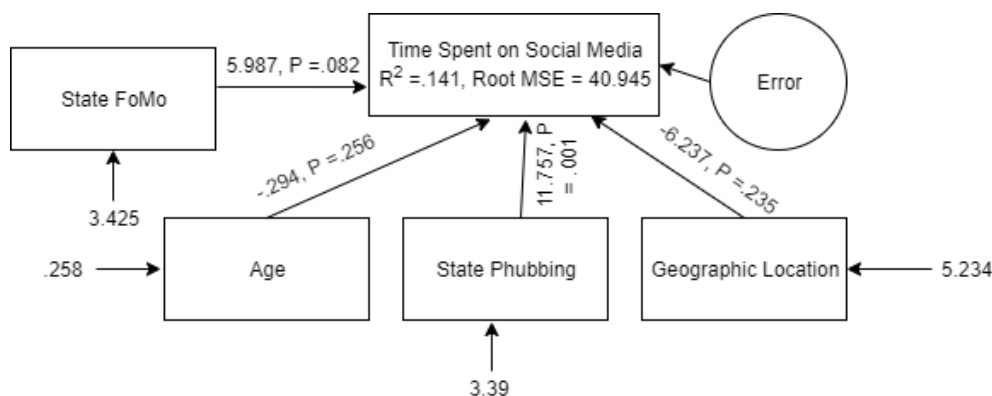 Time Spent on Social Media
R² =.141, Root MSE = 40.945
5.987, P =.082
State FoMo
Error
-.294, P =.256
11.757, P
= .001
-6.237, P =.235
3.425
.258
Age
State Phubbing
Geographic Location
5.234
3.39